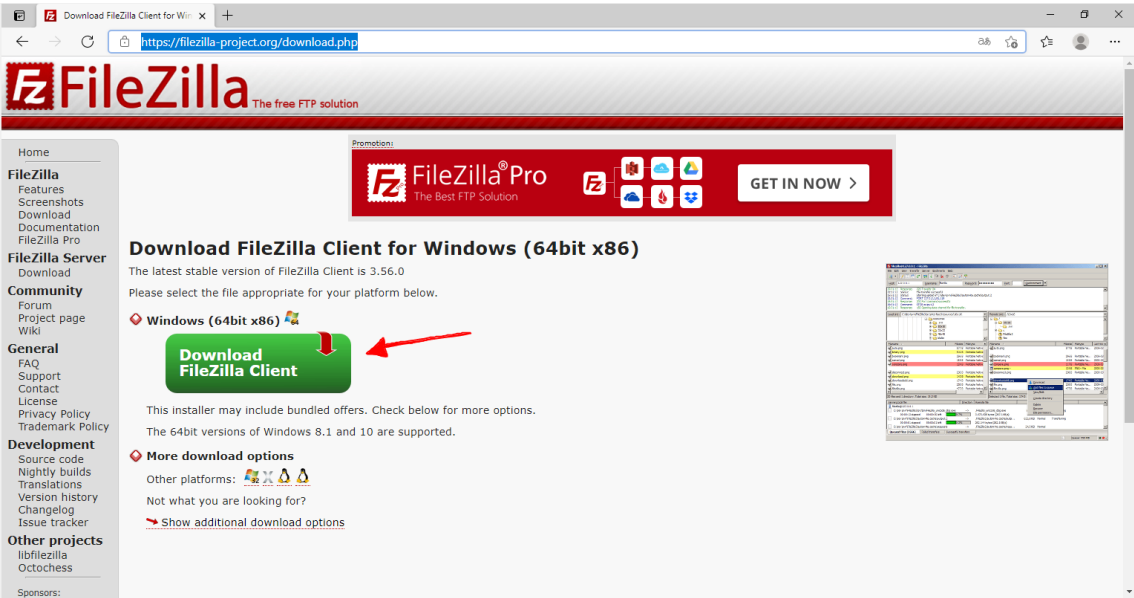 Download FileZilla Client for Win
https://filezilla-project.org/download.php
FileZilla The free FTP solution
Home
FileZilla
Features
Screenshots
Download
Documentation
FileZilla Pro
FileZilla Server
Download
Community
Forum
Project page
Wiki
General
FAQ
Support
Contact
License
Privacy Policy
Trademark Policy
Development
Source code
Nightly builds
Translations
Version history
Changelog
Issue tracker
Other projects
libfilezilla
Octochess
Sponsors:
Promotion:
FileZilla® Pro
The Best FTP Solution
GET IN NOW
Download FileZilla Client for Windows (64bit x86)
The latest stable version of FileZilla Client is 3.56.0
Please select the file appropriate for your platform below.
Windows (64bit x86)
Download
FileZilla Client
This installer may include bundled offers. Check below for more options.
The 64bit versions of Windows 8.1 and 10 are supported.
More download options
Other platforms:
Not what you are looking for?
Show additional download options